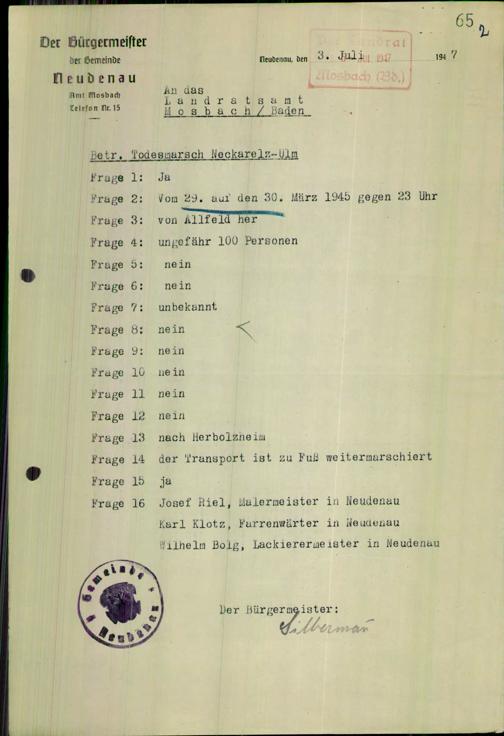 65
2
Der Bürgermeister
der Gemeinde
Neudenau
Amt Mosbach
Telefon Nr. 15
Neudenau, den 3. Juli 1947
Der Landrat
Mosbach (Bd.)
An das
Landratsamt
Mosbach/Baden
Betr. Todesmarsch Neckarelz-Ulm
Frage 1: Ja
Frage 2: Vom 29. auf den 30. März 1945 gegen 23 Uhr
Frage 3: von Allfeld her
Frage 4: ungefähr 100 Personen
Frage 5: nein
Frage 6: nein
Frage 7: unbekannt
Frage 8: nein
Frage 9: nein
Frage 10 nein
Frage 11 nein
Frage 12 nein
Frage 13 nach Herbolzheim
Frage 14 der Transport ist zu Fuß weitermarschiert
Frage 15 ja
Frage 16 Josef Riel, Malermeister in Neudenau
Karl Klotz, Farrenwärter in Neudenau
Wilhelm Bolg, Lackierermeister in Neudenau
Gemeinde
Neudenau
Der Bürgermeister:
Silberman